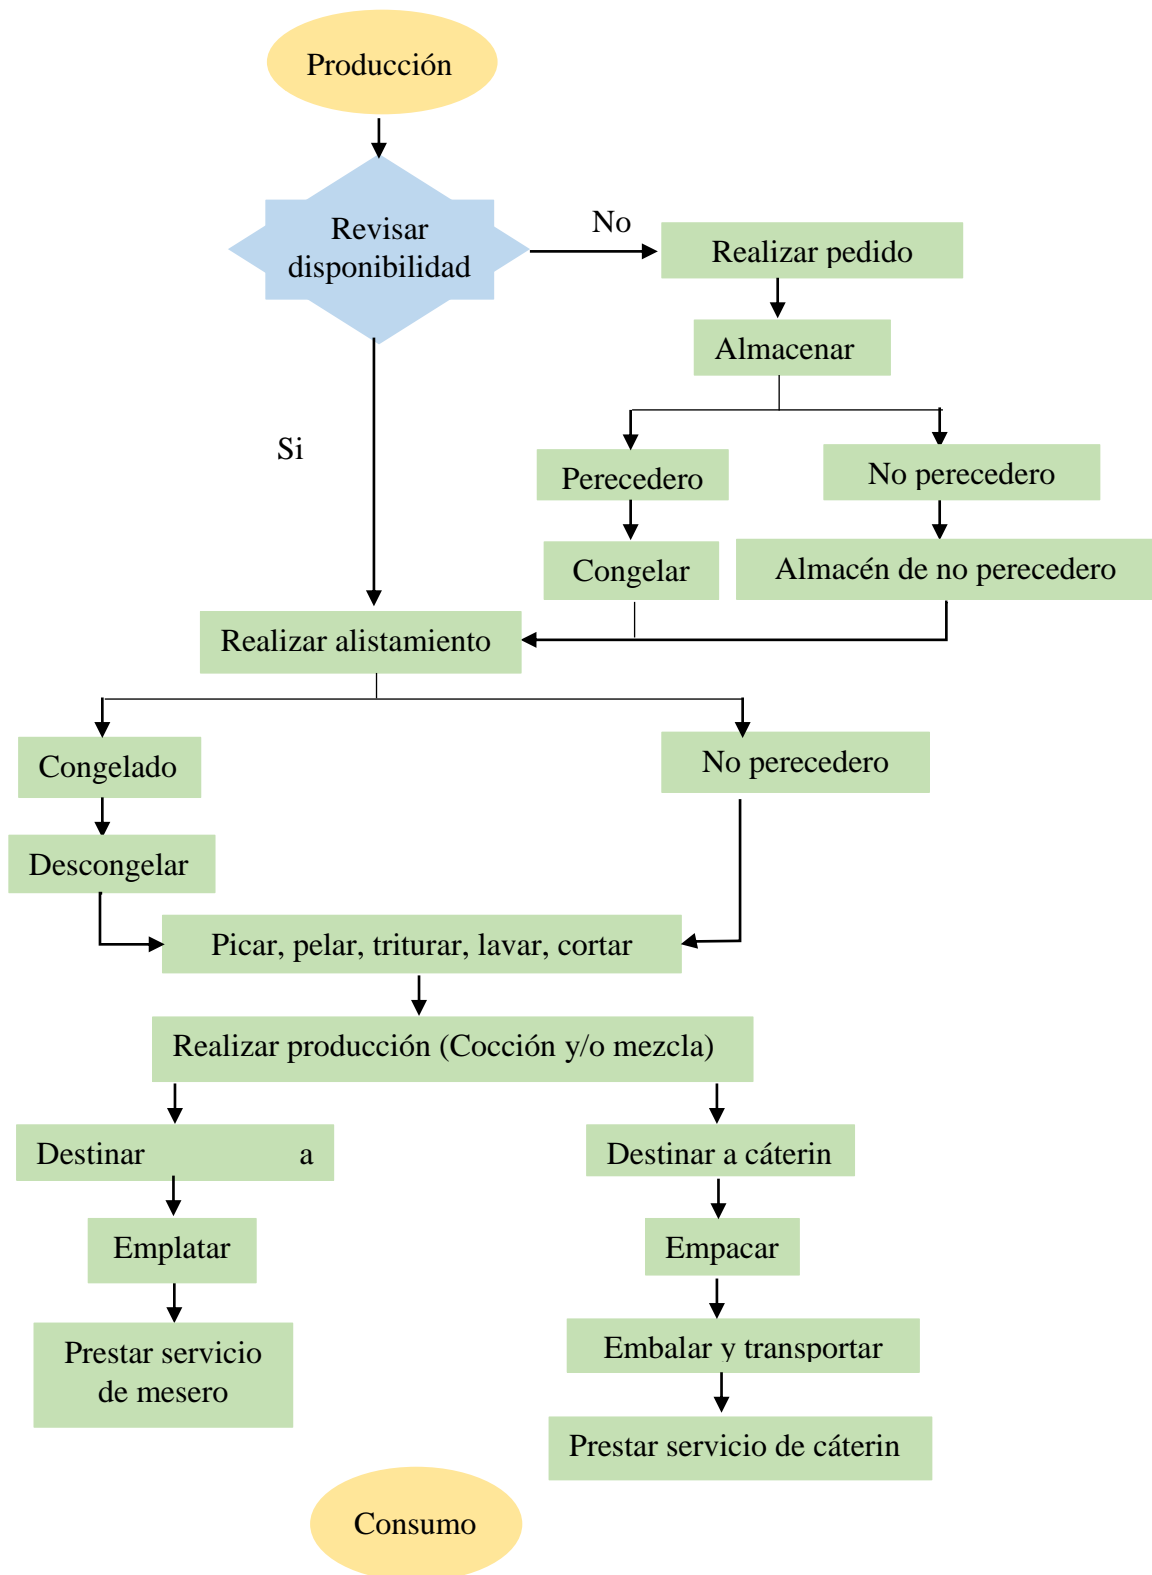 Producción
Revisar
disponibilidad
No
Realizar pedido
Almacenar
Si
Perecedero
No perecedero
Congelar
Almacén de no perecedero
Realizar alistamiento
Congelado
No perecedero
Descongelar
Picar, pelar, triturar, lavar, cortar
Realizar producción (Cocción y/o mezcla)
Destinar a
Destinar a cáterin
Emplatar
Empacar
Prestar servicio
de mesero
Embalar y transportar
Prestar servicio de cáterin
Consumo